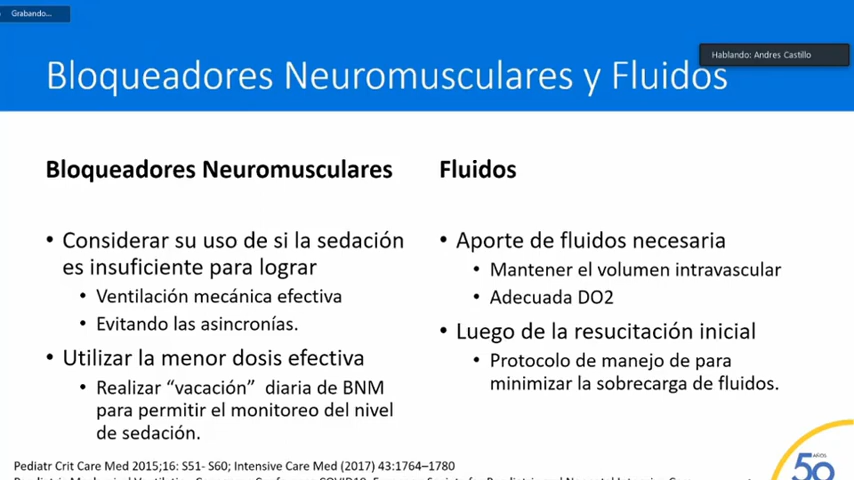 Grabando...
Hablando: Andres Castillo
Bloqueadores Neuromusculares y Fluidos
Bloqueadores Neuromusculares
• Considerar su uso de si la sedación
es insuficiente para lograr
• Ventilación mecánica efectiva
• Evitando las asincronías.
• Utilizar la menor dosis efectiva
• Realizar “vacación” diaria de BNM
para permitir el monitoreo del nivel
de sedación.
Fluidos
• Aporte de fluidos necesaria
• Mantener el volumen intravascular
• Adecuada DO2
• Luego de la resucitación inicial
• Protocolo de manejo de para
minimizar la sobrecarga de fluidos.
Pediatr Crit Care Med 2015;16: S51- S60; Intensive Care Med (2017) 43:1764–1780
AÑOS
50